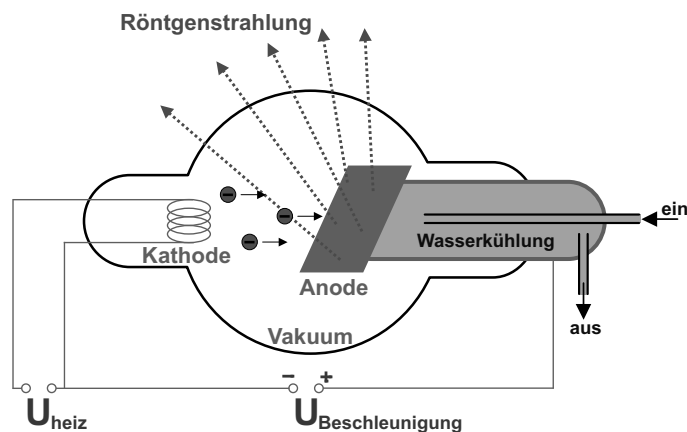 Röntgenstrahlung
ein
Wasserkühlung
Kathode
Anode
aus
Vakuum
− +
Uheiz
UBeschleunigung